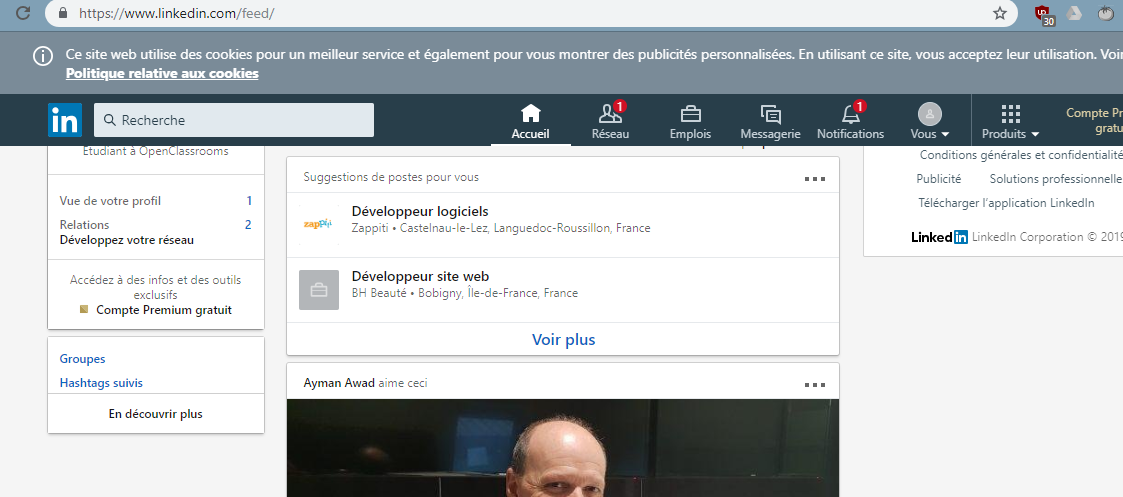 https://www.linkedin.com/feed/
30
Ce site web utilise des cookies pour un meilleur service et également pour vous montrer des publicités personnalisées. En utilisant ce site, vous acceptez leur utilisation. Voir
Politique relative aux cookies
in
Recherche
Accueil
1
Réseau
Emplois
Messagerie
1
Notifications
Vous
Produits
Compte Pr
gratu
Etudiant à OpenClassrooms
Vue de votre profil 1
Relations 2
Développez votre réseau
Accédez à des infos et des outils
exclusifs
Compte Premium gratuit
Groupes
Hashtags suivis
En découvrir plus
Suggestions de postes pour vous
zappiti
Développeur logiciels
Zappiti • Castelnau-le-Lez, Languedoc-Roussillon, France
Développeur site web
BH Beauté • Bobigny, Île-de-France, France
Voir plus
Ayman Awad aime ceci
Conditions générales et confidentialité
Publicité Solutions professionnelle
Télécharger l'application LinkedIn
Linkedin LinkedIn Corporation © 2019